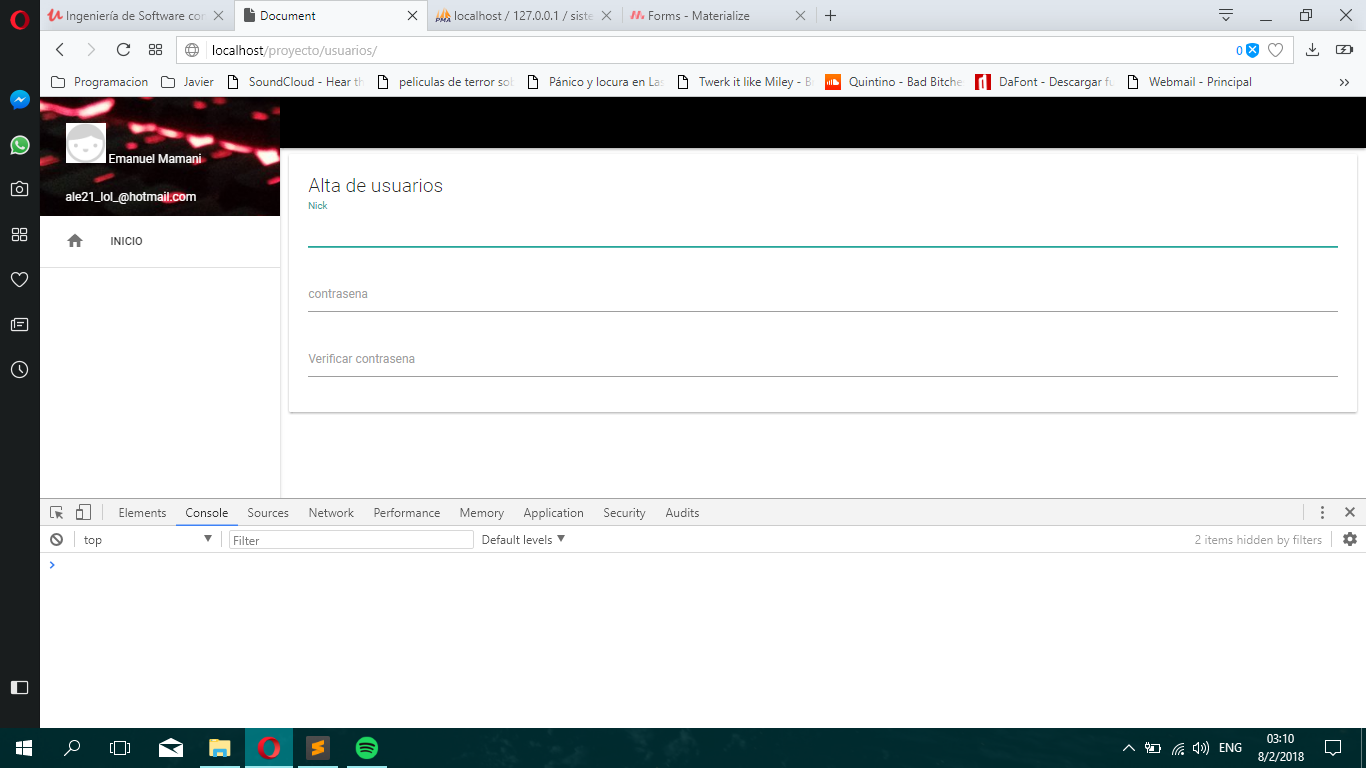 Ingeniería de Software con
Document
localhost / 127.0.0.1 / siste
Forms - Materialize
localhost/proyecto/usuarios/
0
Programacion
Javier
SoundCloud - Hear th
peliculas de terror sob
Pánico y locura en Las
Twerk it like Miley - B
Quintino - Bad Bitche
DaFont - Descargar fu
Webmail - Principal
Emanuel Mamani
ale21_lol_@hotmail.com
INICIO
Alta de usuarios
Nick
contrasena
Verificar contrasena
Elements Console Sources Network Performance Memory Application Security Audits
top
Filter
Default levels
2 items hidden by filters
ENG
03:10
8/2/2018